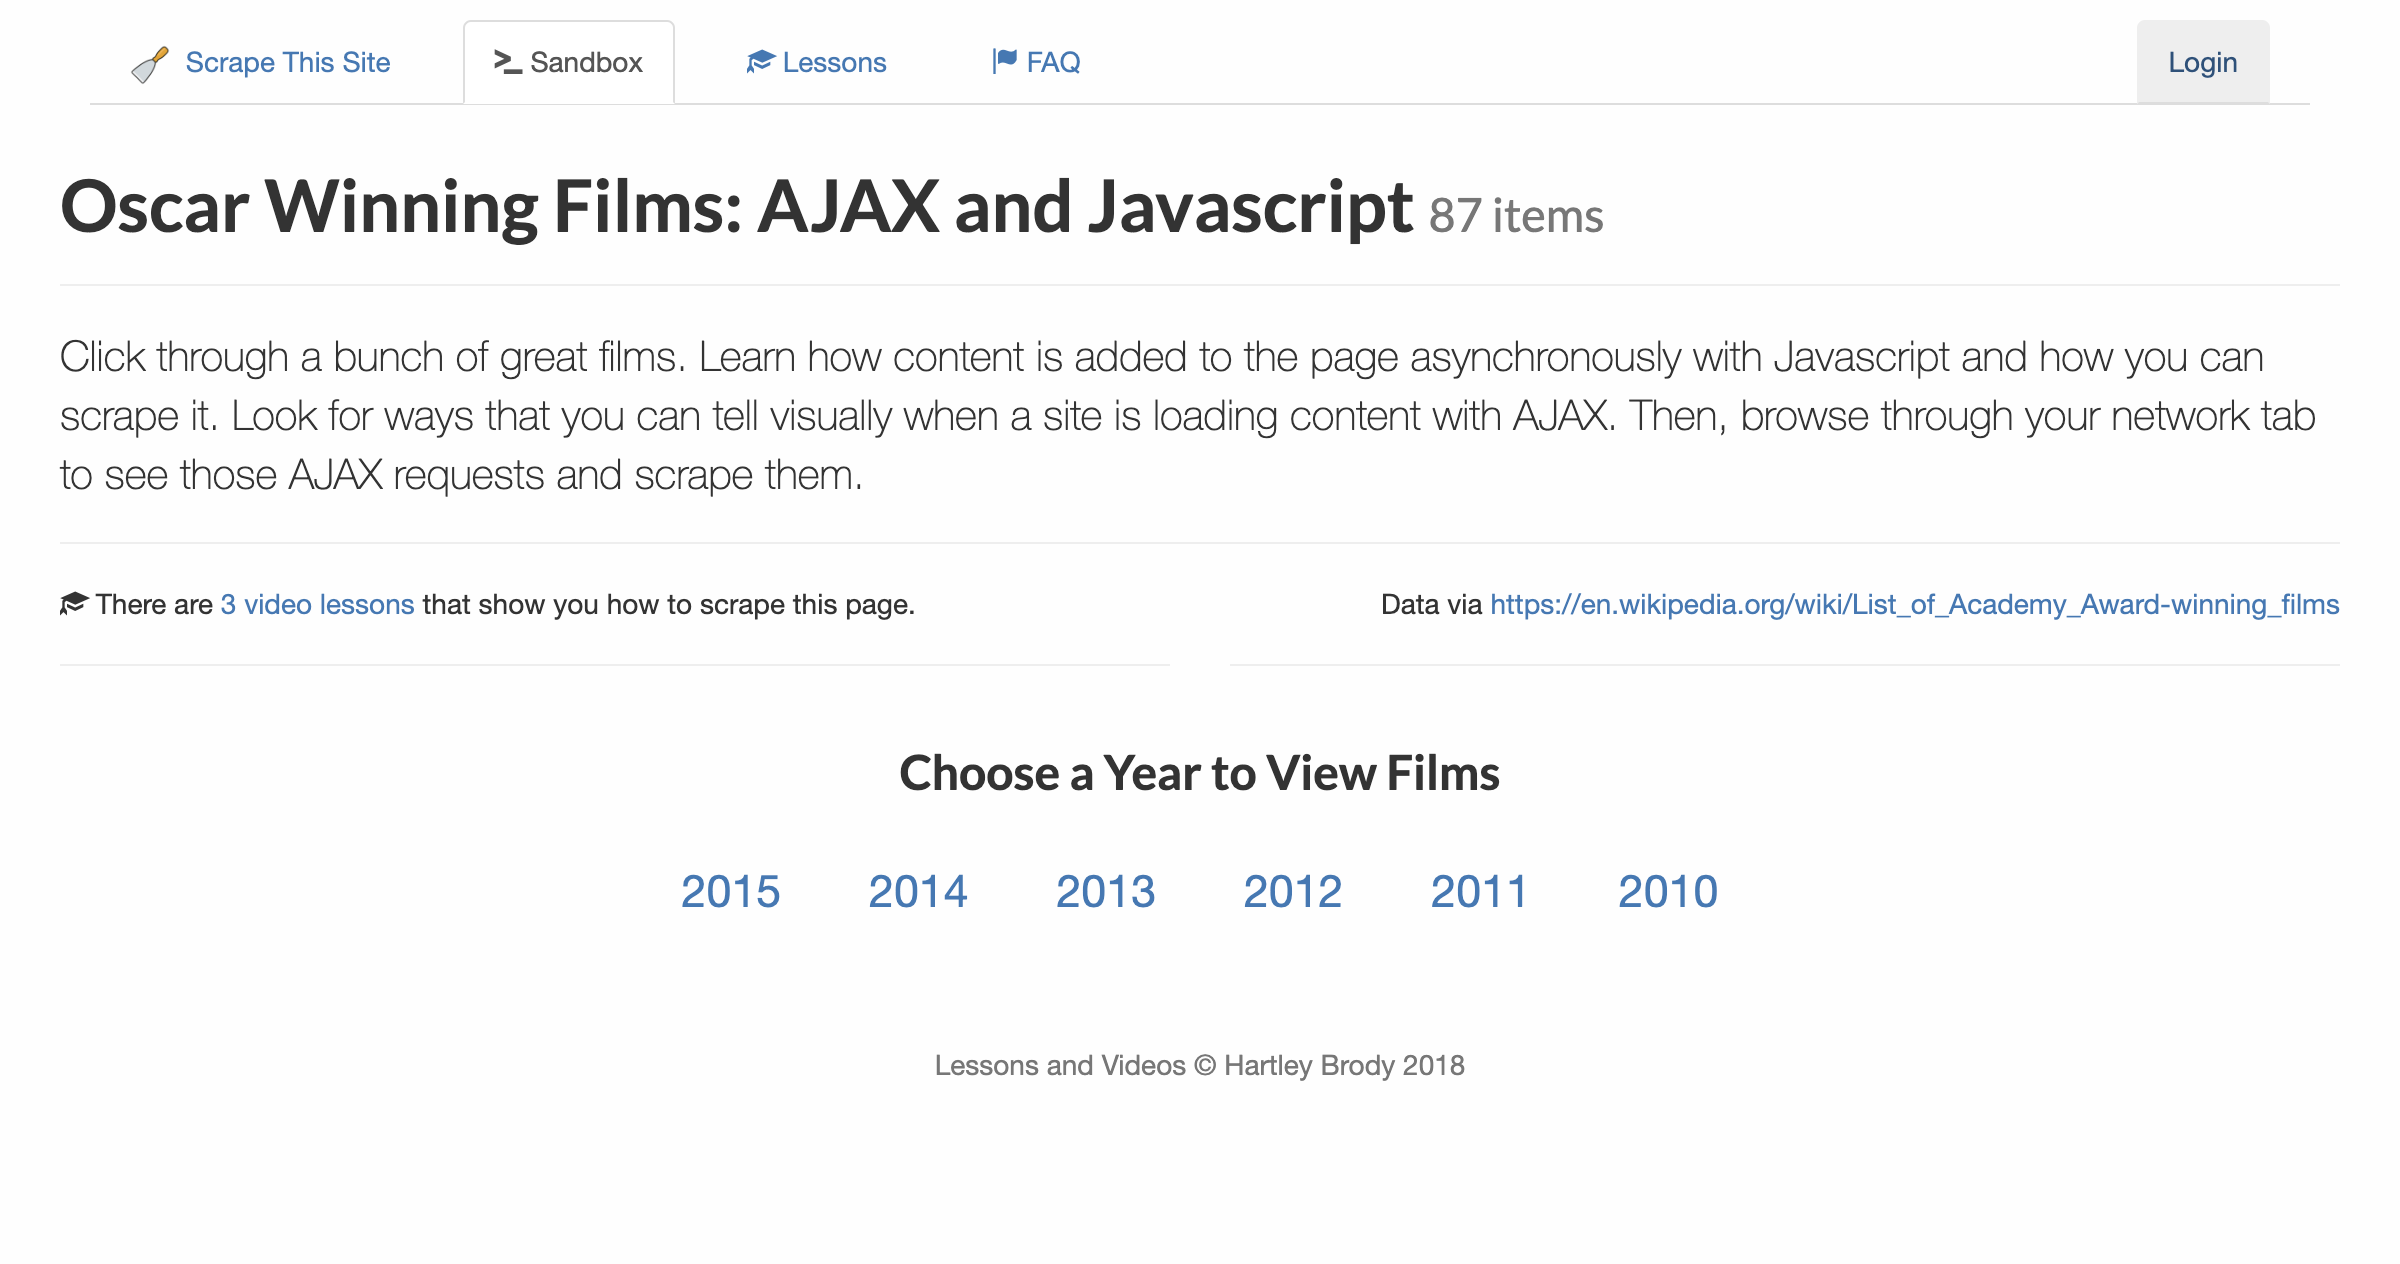 Scrape This Site
Sandbox
Lessons
FAQ
Login
Oscar Winning Films: AJAX and Javascript 87 items
Click through a bunch of great films. Learn how content is added to the page asynchronously with Javascript and how you can
scrape it. Look for ways that you can tell visually when a site is loading content with AJAX. Then, browse through your network tab
to see those AJAX requests and scrape them.
There are 3 video lessons that show you how to scrape this page.
Data via https://en.wikipedia.org/wiki/List_of_Academy_Award-winning_films
Choose a Year to View Films
2015 2014 2013 2012 2011 2010
Lessons and Videos © Hartley Brody 2018